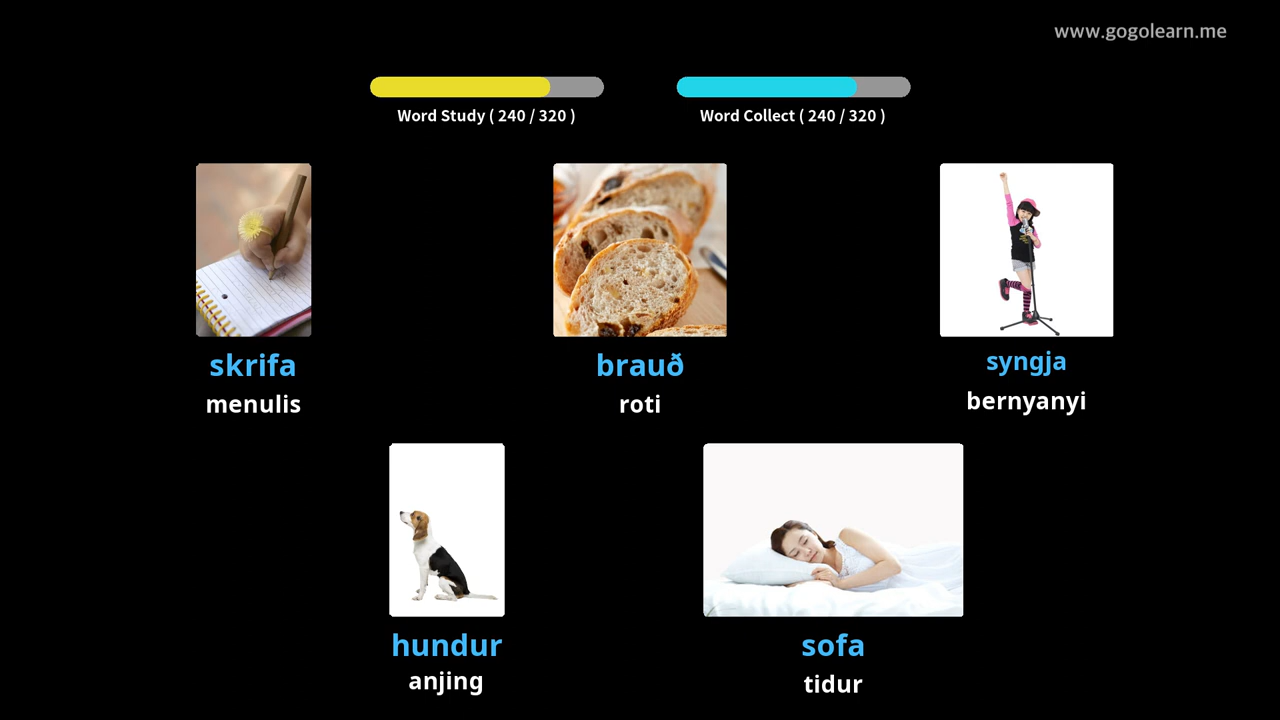 www.gogolearn.me
Word Study ( 240 / 320 )
Word Collect ( 240 / 320 )
skrifa
menulis
brauð
roti
syngja
bernyanyi
hundur
anjing
sofa
tidur